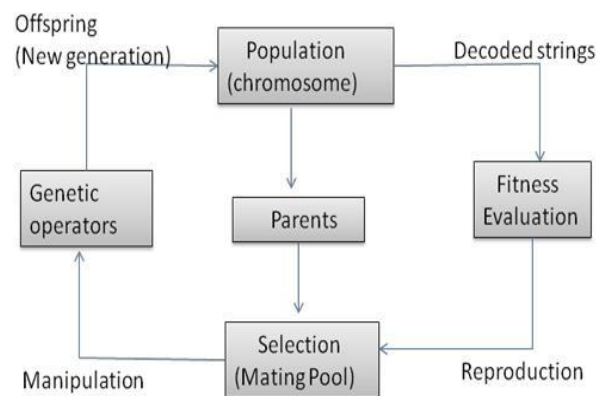 Offspring
(New generation)
Population
(chromosome)
Decoded strings
Genetic
operators
Parents
Fitness
Evaluation
Selection
(Mating Pool)
Manipulation
Reproduction